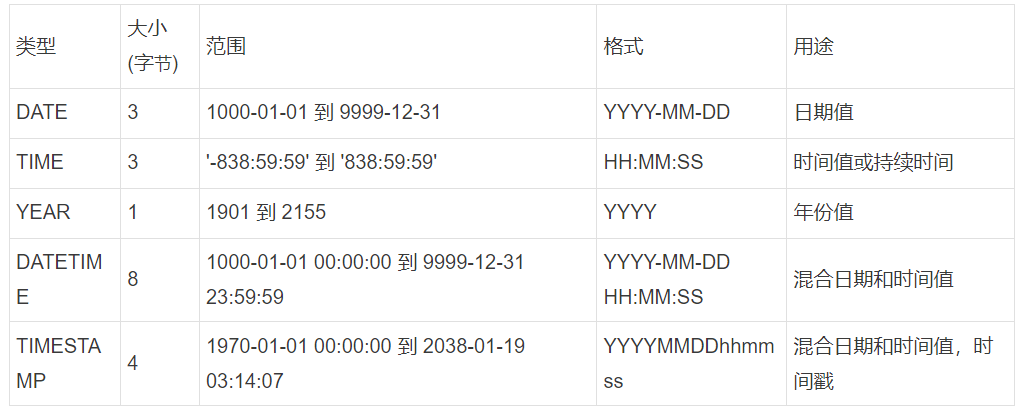 类型 大小 (字节) 范围 格式 用途
DATE 3 1000-01-01 到 9999-12-31 YYYY-MM-DD 日期值
TIME 3 '-838:59:59' 到 '838:59:59' HH:MM:SS 时间值或持续时间
YEAR 1 1901 到 2155 YYYY 年份值
DATETIM
E 8 1000-01-01 00:00:00 到 9999-12-31
23:59:59 YYYY-MM-DD
HH:MM:SS 混合日期和时间值
TIMESTA
MP 4 1970-01-01 00:00:00 到 2038-01-19
03:14:07 YYYYMMDDhhmm
ss 混合日期和时间值，时
间戳